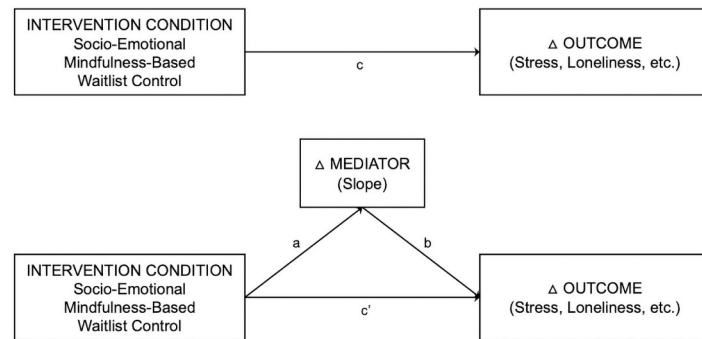 INTERVENTION CONDITION
Socio-Emotional
Mindfulness-Based
Waitlist Control
c
△ OUTCOME
(Stress, Loneliness, etc.)
△ MEDIATOR
(Slope)
a
b
INTERVENTION CONDITION
Socio-Emotional
Mindfulness-Based
Waitlist Control
c'
△ OUTCOME
(Stress, Loneliness, etc.)